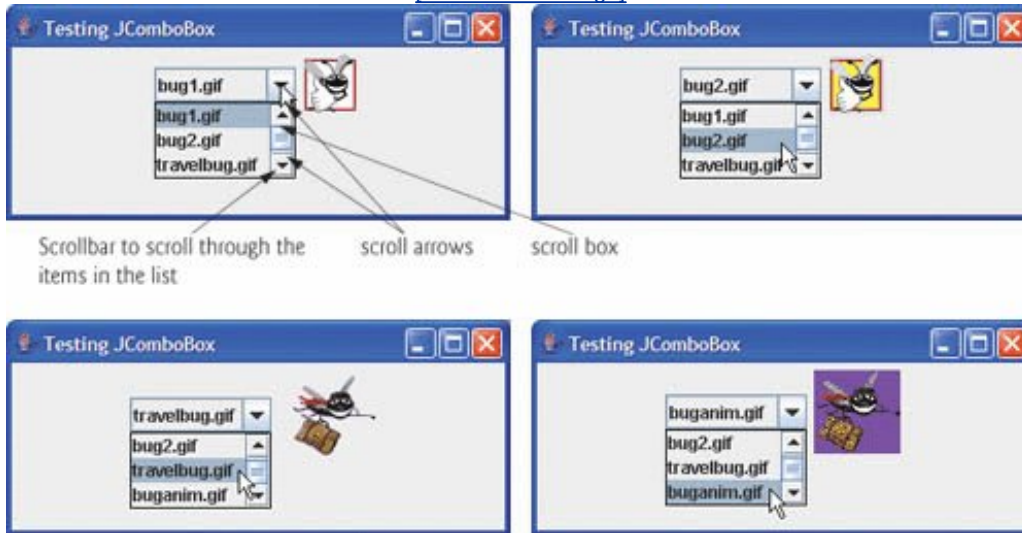 Testing JComboBox
Testing JComboBox
bug1.gif
bug1.gif
bug2.gif
travelbug.gif
bug2.gif
bug1.gif
bug2.gif
travelbug.gif
Scrollbar to scroll through the
items in the list
scroll arrows
scroll box
Testing JComboBox
Testing JComboBox
travelbug.gif
bug2.gif
travelbug.gif
buganim.gif
buganim.gif
bug2.gif
travelbug.gif
buganim.gif